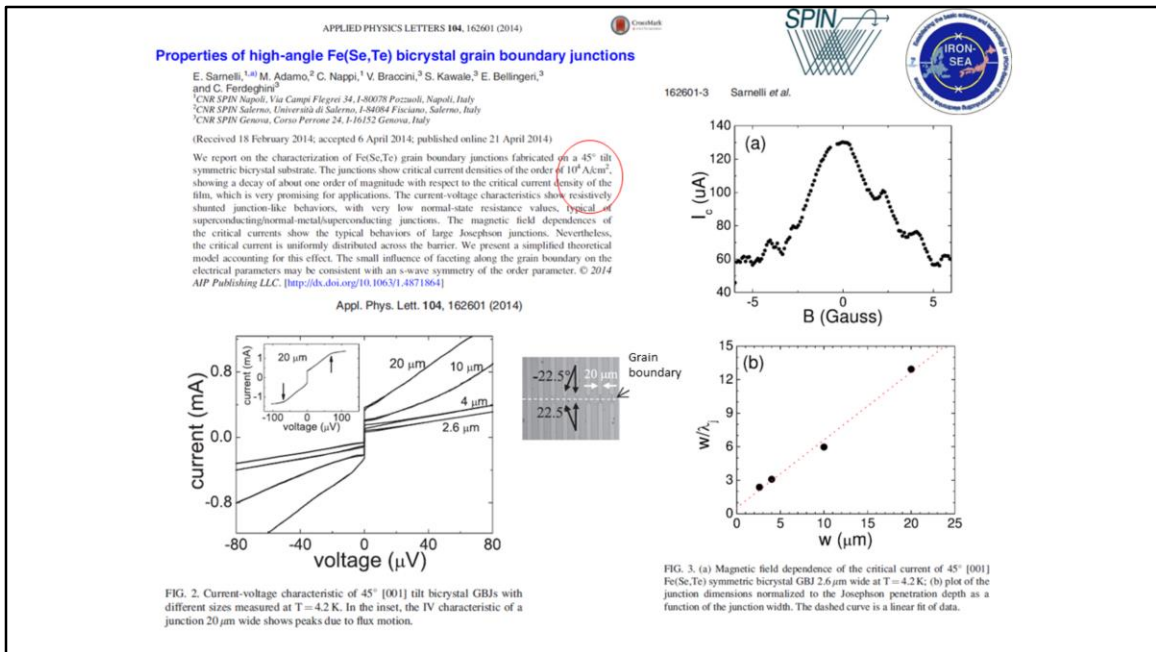 APPLIED PHYSICS LETTERS 104, 162601 (2014)
CrossMark
Properties of high-angle Fe(Se,Te) bicrystal grain boundary junctions
E. Sarnelli,1,a) M. Adamo,2 C. Nappi,1 V. Braccini,3 S. Kawale,3 E. Bellingeri,3
and C. Ferdeghini3
1CNR SPIN Napoli, Via Campi Flegrei 34, I-80078 Pozzuoli, Napoli, Italy
2CNR SPIN Salerno, Università di Salerno, I-84084 Fisciano, Salerno, Italy
3CNR SPIN Genova, Corso Perrone 24, I-16152 Genova, Italy
(Received 18 February 2014; accepted 6 April 2014; published online 21 April 2014)
We report on the characterization of Fe(Se,Te) grain boundary junctions fabricated on a 45° tilt
symmetric bicrystal substrate. The junctions show critical current densities of the order of 10⁴ A/cm²,
showing a decay of about one order of magnitude with respect to the critical current density of the
film, which is very promising for applications. The current-voltage characteristics show resistively
shunted junction-like behaviors, with very low normal-state resistance values, typical of
superconducting/normal-metal/superconducting junctions. The magnetic field dependences of
the critical currents show the typical behaviors of large Josephson junctions. Nevertheless,
the critical current is uniformly distributed across the barrier. We present a simplified theoretical
model accounting for this effect. The small influence of faceting along the grain boundary on the
electrical parameters may be consistent with an s-wave symmetry of the order parameter. © 2014
AIP Publishing LLC. [http://dx.doi.org/10.1063/1.4871864]
Appl. Phys. Lett. 104, 162601 (2014)
SPIN
IRON-
SEA
162601-3 Sarnelli et al.
(a)
140
120
100
80
60
40
I_c (uA)
-5 0 5
B (Gauss)
0.8
0.0
-0.8
current (mA)
20 μm
1
0
-1
current (mA)
-100 0 100
voltage (μV)
20 μm
10 μm
4 μm
2.6 μm
-80 -40 0 40 80
voltage (μV)
-22.5°
20 μm
22.5°
Grain
boundary
(b)
15
12
9
6
3
0
w/λ_j
0 5 10 15 20 25
w (μm)
FIG. 2. Current-voltage characteristic of 45° [001] tilt bicrystal GBJs with
different sizes measured at T = 4.2 K. In the inset, the IV characteristic of a
junction 20 μm wide shows peaks due to flux motion.
FIG. 3. (a) Magnetic field dependence of the critical current of 45° [001]
Fe(Se,Te) symmetric bicrystal GBJ 2.6 μm wide at T = 4.2 K; (b) plot of the
junction dimensions normalized to the Josephson penetration depth as a
function of the junction width. The dashed curve is a linear fit of data.